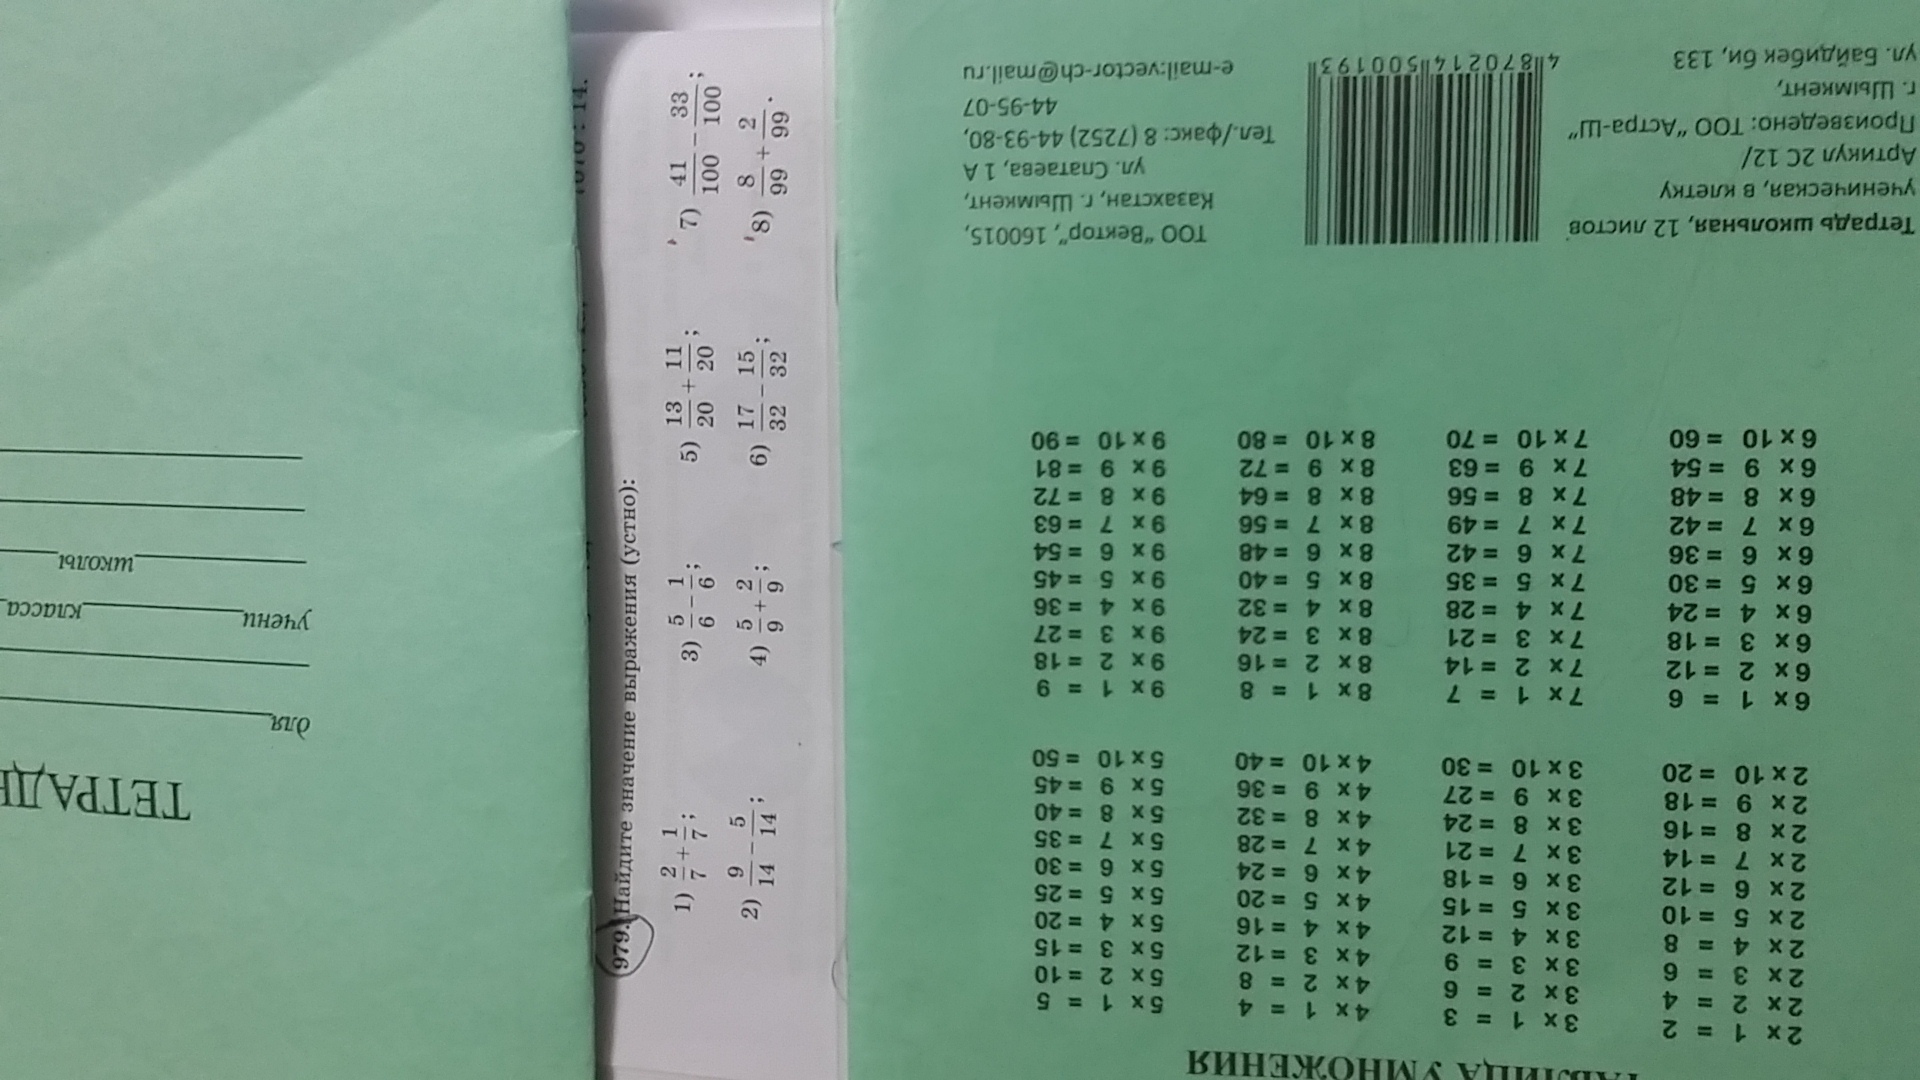 979. Найдите значение выражения (устно):
1) 2/7 + 1/7; 3) 5/6 − 1/6; 5) 13/20 + 11/20; 7) 41/100 − 33/100;
2) 9/14 − 5/14; 4) 5/9 + 2/9; 6) 17/32 − 15/32; 8) 8/99 + 2/99.
ТЕТРАДЬ
для
учени класса
школы
ТАБЛИЦА УМНОЖЕНИЯ
2 x 1 = 2 3 x 1 = 3 4 x 1 = 4 5 x 1 = 5
2 x 2 = 4 3 x 2 = 6 4 x 2 = 8 5 x 2 = 10
2 x 3 = 6 3 x 3 = 9 4 x 3 = 12 5 x 3 = 15
2 x 4 = 8 3 x 4 = 12 4 x 4 = 16 5 x 4 = 20
2 x 5 = 10 3 x 5 = 15 4 x 5 = 20 5 x 5 = 25
2 x 6 = 12 3 x 6 = 18 4 x 6 = 24 5 x 6 = 30
2 x 7 = 14 3 x 7 = 21 4 x 7 = 28 5 x 7 = 35
2 x 8 = 16 3 x 8 = 24 4 x 8 = 32 5 x 8 = 40
2 x 9 = 18 3 x 9 = 27 4 x 9 = 36 5 x 9 = 45
2 x 10 = 20 3 x 10 = 30 4 x 10 = 40 5 x 10 = 50
6 x 1 = 6 7 x 1 = 7 8 x 1 = 8 9 x 1 = 9
6 x 2 = 12 7 x 2 = 14 8 x 2 = 16 9 x 2 = 18
6 x 3 = 18 7 x 3 = 21 8 x 3 = 24 9 x 3 = 27
6 x 4 = 24 7 x 4 = 28 8 x 4 = 32 9 x 4 = 36
6 x 5 = 30 7 x 5 = 35 8 x 5 = 40 9 x 5 = 45
6 x 6 = 36 7 x 6 = 42 8 x 6 = 48 9 x 6 = 54
6 x 7 = 42 7 x 7 = 49 8 x 7 = 56 9 x 7 = 63
6 x 8 = 48 7 x 8 = 56 8 x 8 = 64 9 x 8 = 72
6 x 9 = 54 7 x 9 = 63 8 x 9 = 72 9 x 9 = 81
6 x 10 = 60 7 x 10 = 70 8 x 10 = 80 9 x 10 = 90
Тетрадь школьная, 12 листов
ученическая, в клетку
Артикул 2С 12/
Произведено: ТОО "Астра-Ш"
г. Шымкент,
ул. Байдибек би, 133
4 870214 500193
ТОО "Вектор", 160015,
Казахстан, г. Шымкент,
ул. Спатаева, 1 А
Тел./факс: 8 (7252) 44-93-80,
44-95-07
e-mail:vector-ch@mail.ru